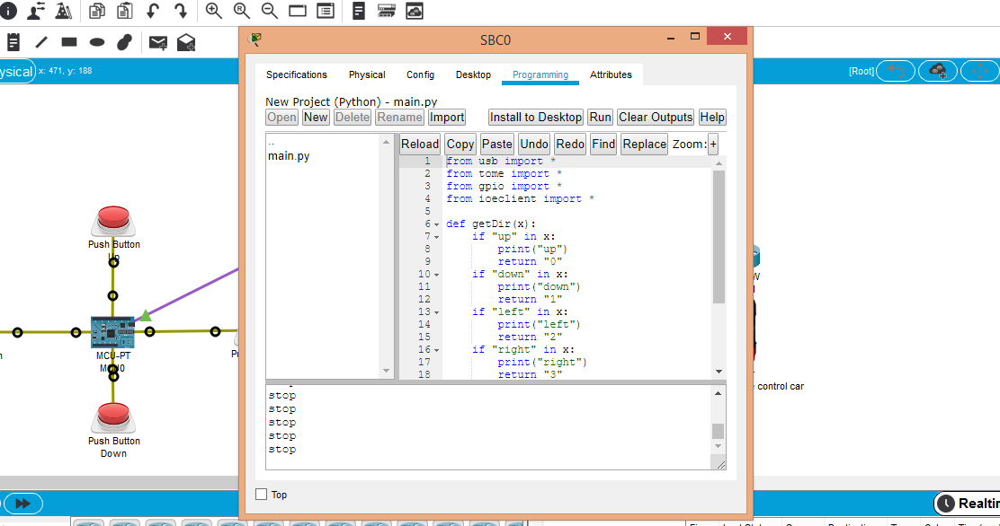 SBC0
ysical
x: 471, y: 188
[Root]
Specifications Physical Config Desktop Programming Attributes
New Project (Python) - main.py
Open New Delete Rename Import Install to Desktop Run Clear Outputs Help
Reload Copy Paste Undo Redo Find Replace Zoom: +
..
main.py
1 from usb import *
2 from tome import *
3 from gpio import *
4 from ioeclient import *
5
6 def getDir(x):
7 if "up" in x:
8 print("up")
9 return "0"
10 if "down" in x:
11 print("down")
12 return "1"
13 if "left" in x:
14 print("left")
15 return "2"
16 if "right" in x:
17 print("right")
18 return "3"
stop
stop
stop
stop
stop
Top
Push Button
Up
MCU-PT
MCU0
Push Button
Down
control car
Realtim